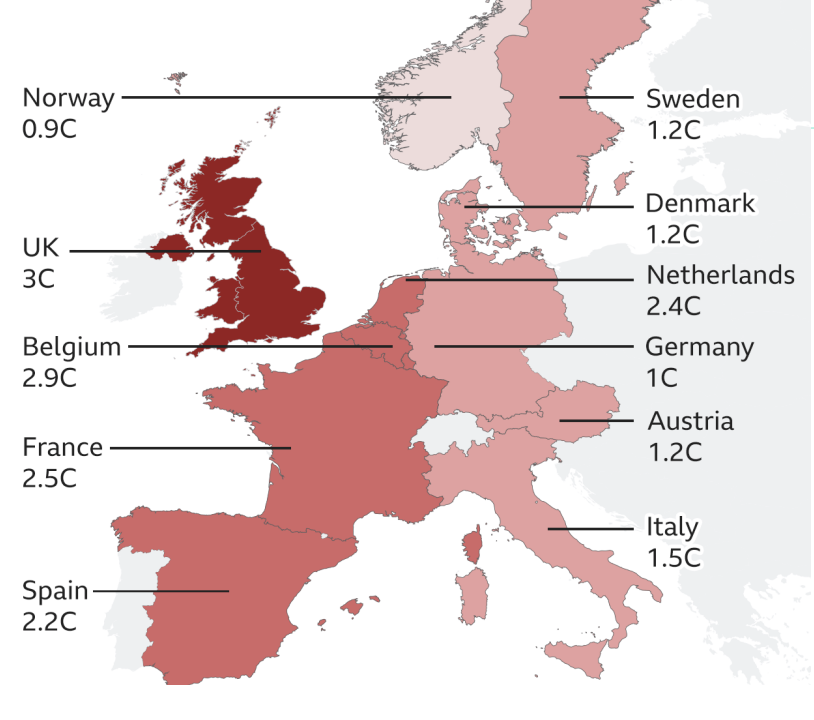 Norway
0.9C
Sweden
1.2C
Denmark
1.2C
UK
3C
Netherlands
2.4C
Belgium
2.9C
Germany
1C
Austria
1.2C
France
2.5C
Italy
1.5C
Spain
2.2C